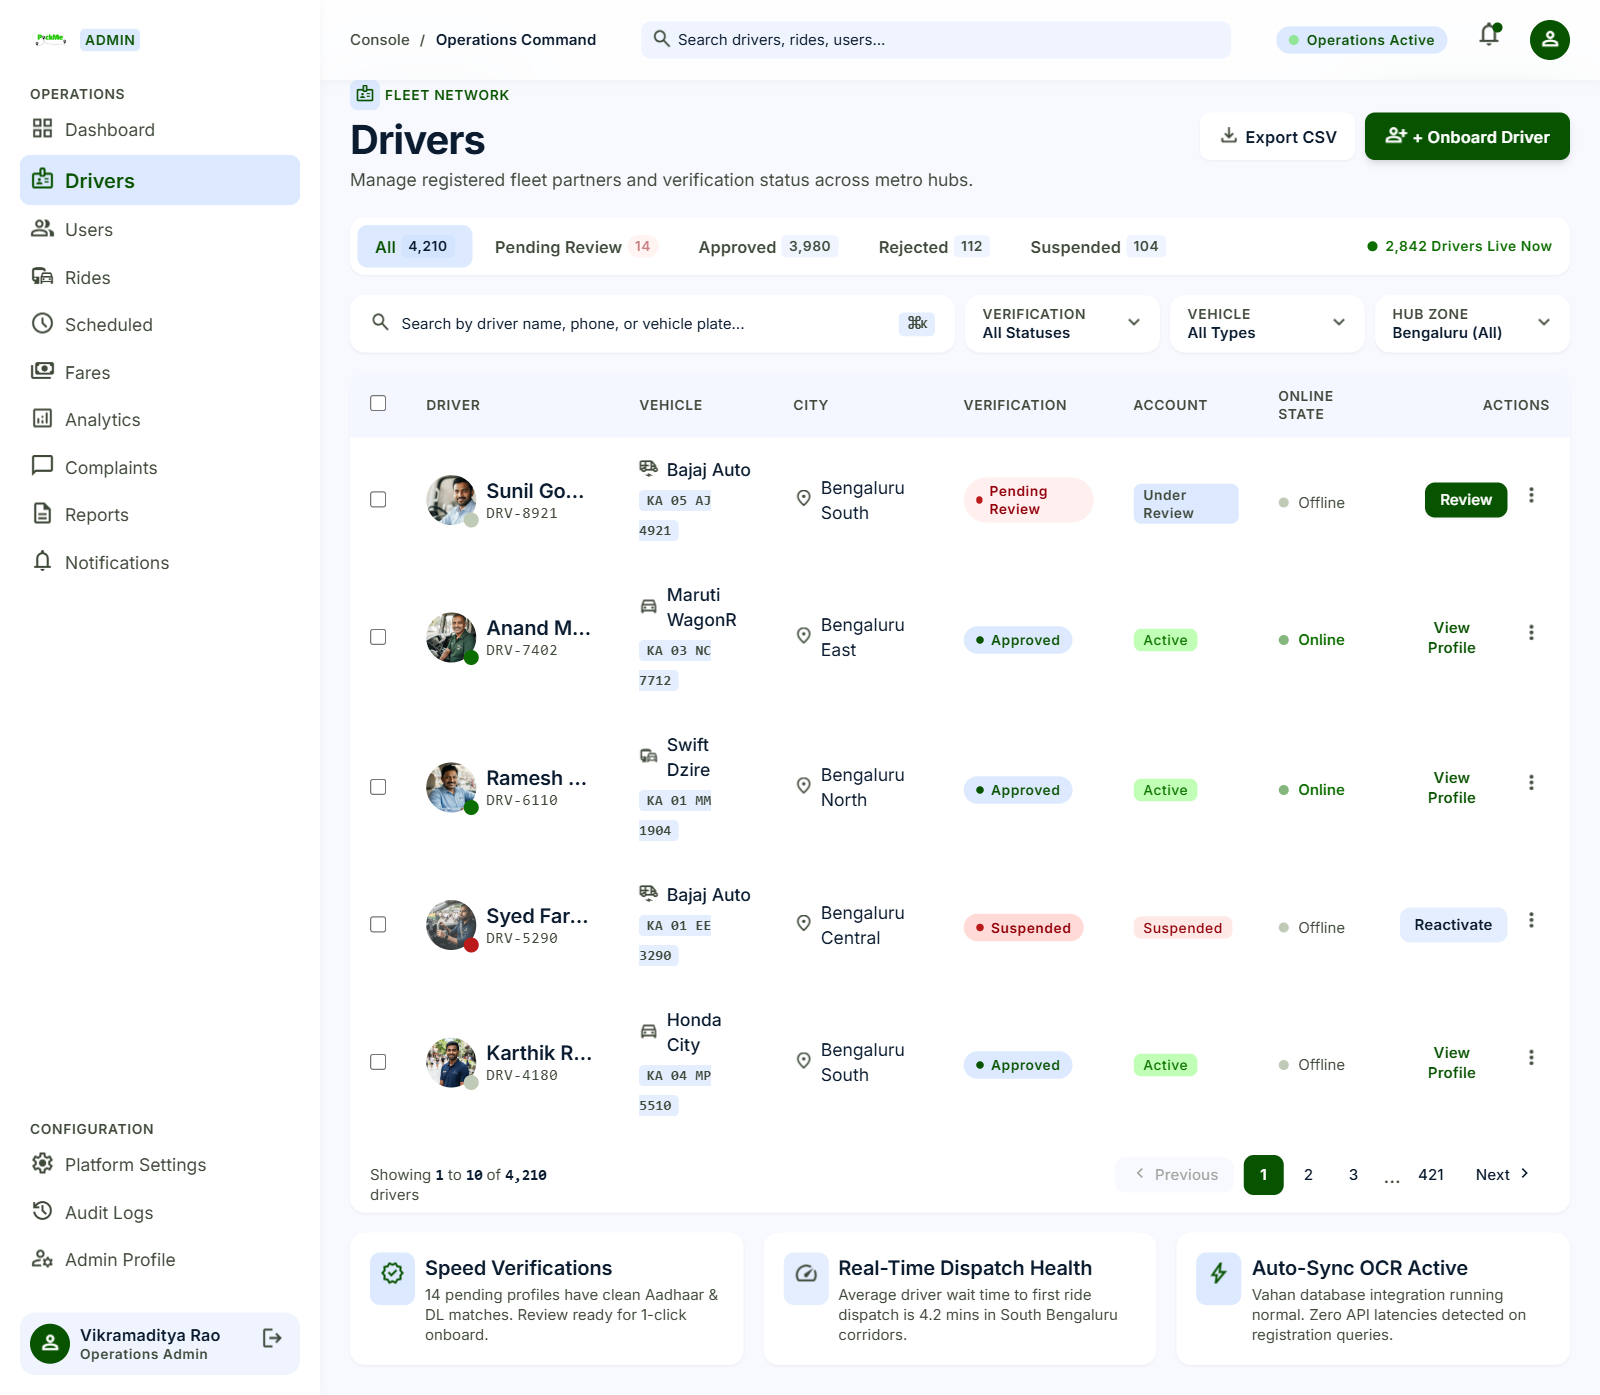 PickMe ADMIN
OPERATIONS
Dashboard
Drivers
Users
Rides
Scheduled
Fares
Analytics
Complaints
Reports
Notifications
CONFIGURATION
Platform Settings
Audit Logs
Admin Profile
Vikramaditya Rao
Operations Admin
Console / Operations Command
Search drivers, rides, users...
Operations Active
FLEET NETWORK
Drivers
Manage registered fleet partners and verification status across metro hubs.
Export CSV
+ Onboard Driver
All 4,210 Pending Review 14 Approved 3,980 Rejected 112 Suspended 104
2,842 Drivers Live Now
Search by driver name, phone, or vehicle plate...
⌘K
VERIFICATION
All Statuses
VEHICLE
All Types
HUB ZONE
Bengaluru (All)
DRIVER VEHICLE CITY VERIFICATION ACCOUNT ONLINE STATE ACTIONS
Sunil Go...
DRV-8921
Bajaj Auto
KA 05 AJ
4921
Bengaluru
South
Pending
Review
Under
Review
Offline
Review
Anand M...
DRV-7402
Maruti
WagonR
KA 03 NC
7712
Bengaluru
East
Approved
Active
Online
View
Profile
Ramesh ...
DRV-6110
Swift
Dzire
KA 01 MM
1904
Bengaluru
North
Approved
Active
Online
View
Profile
Syed Far...
DRV-5290
Bajaj Auto
KA 01 EE
3290
Bengaluru
Central
Suspended
Suspended
Offline
Reactivate
Karthik R...
DRV-4180
Honda
City
KA 04 MP
5510
Bengaluru
South
Approved
Active
Offline
View
Profile
Showing 1 to 10 of 4,210
drivers
Previous 1 2 3 ... 421 Next
Speed Verifications
14 pending profiles have clean Aadhaar &
DL matches. Review ready for 1-click
onboard.
Real-Time Dispatch Health
Average driver wait time to first ride
dispatch is 4.2 mins in South Bengaluru
corridors.
Auto-Sync OCR Active
Vahan database integration running
normal. Zero API latencies detected on
registration queries.